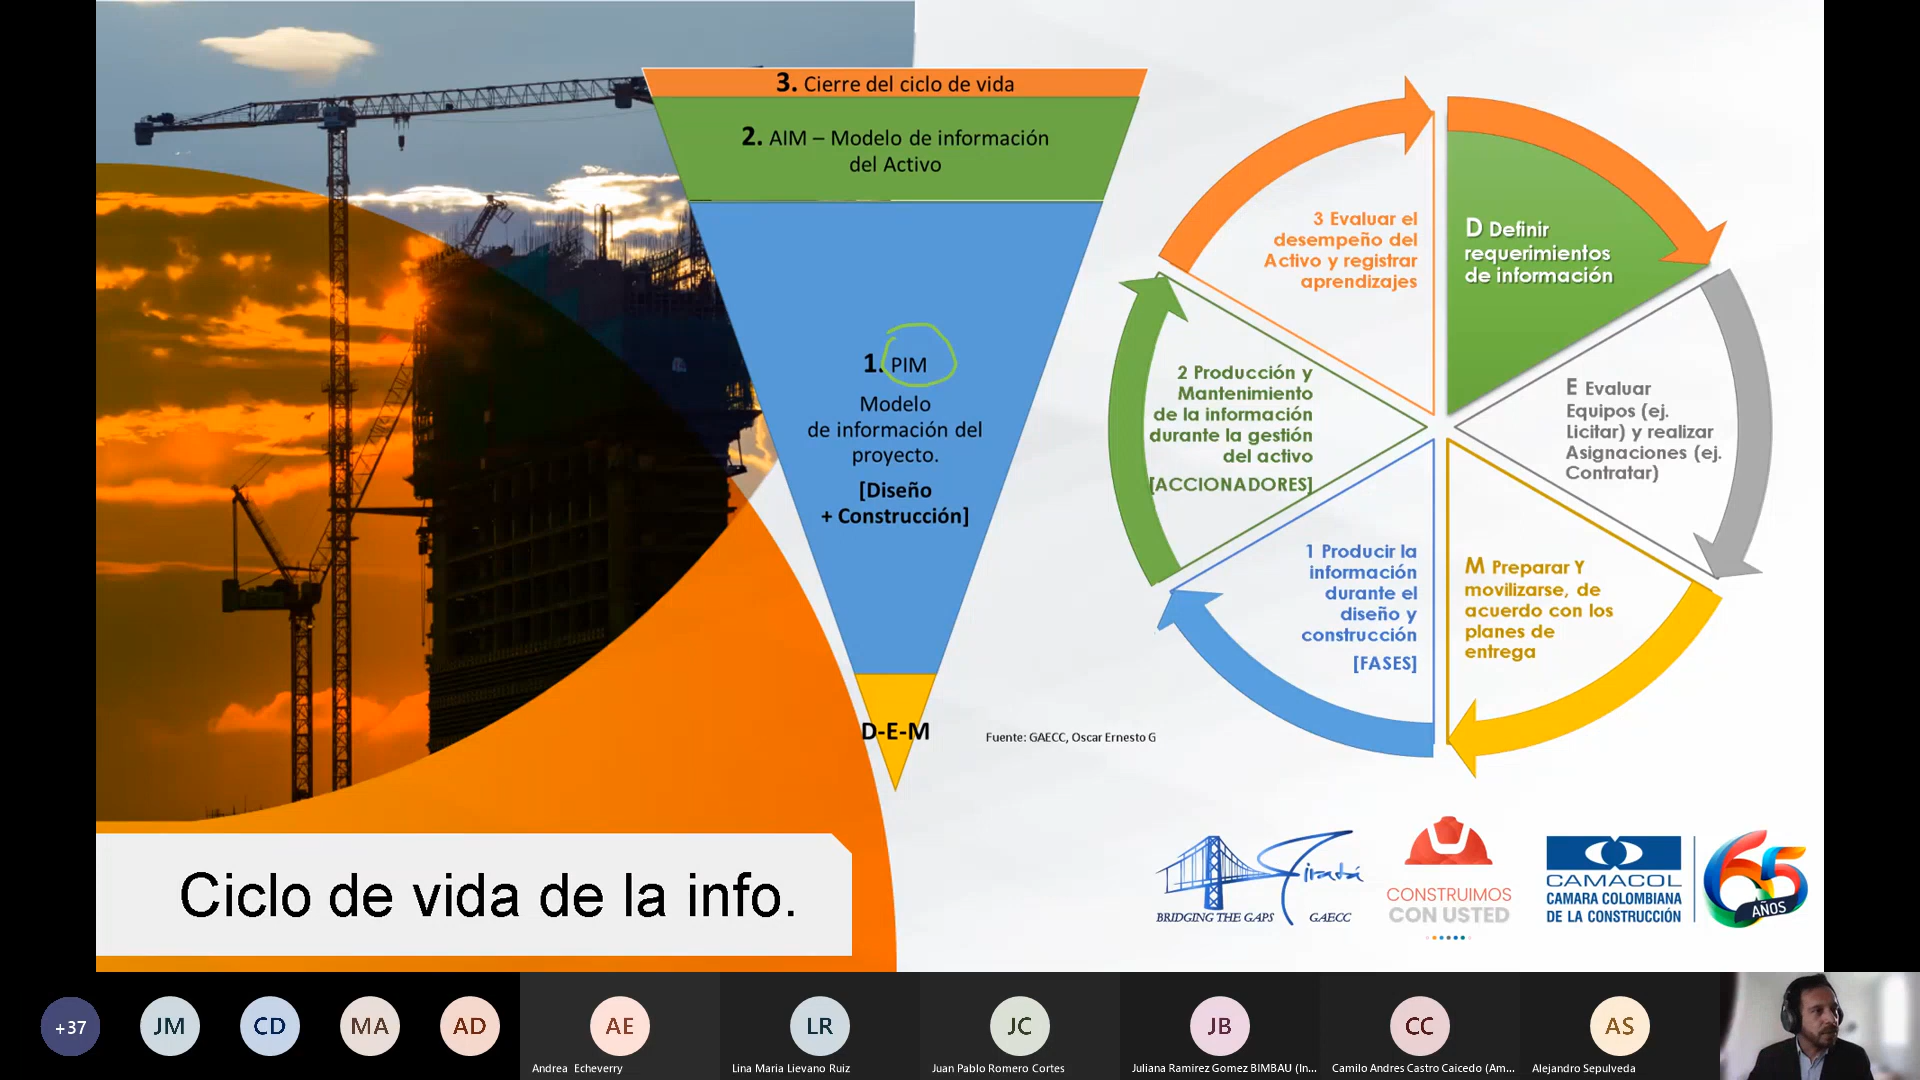 3. Cierre del ciclo de vida
2. AIM – Modelo de información
del Activo
1. PIM
Modelo
de información del
proyecto.
[Diseño
+ Construcción]
D-E-M
Fuente: GAECC, Oscar Ernesto G
3 Evaluar el
desempeño del
Activo y registrar
aprendizajes
D Definir
requerimientos
de información
E Evaluar
Equipos (ej.
Licitar) y realizar
Asignaciones (ej.
Contratar)
M Preparar Y
movilizarse, de
acuerdo con los
planes de
entrega
1 Producir la
información
durante el
diseño y
construcción
[FASES]
2 Producción y
Mantenimiento
de la información
durante la gestión
del activo
[ACCIONADORES]
Ciclo de vida de la info.
Firatá
BRIDGING THE GAPS GAECC
CONSTRUIMOS
CON USTED
CAMACOL
CAMARA COLOMBIANA
DE LA CONSTRUCCIÓN
65
AÑOS
+37
JM
CD
MA
AD
AE
Andrea Echeverry
LR
Lina Maria Lievano Ruiz
JC
Juan Pablo Romero Cortes
JB
Juliana Ramirez Gomez BIMBAU (In...
CC
Camilo Andres Castro Caicedo (Am...
AS
Alejandro Sepulveda